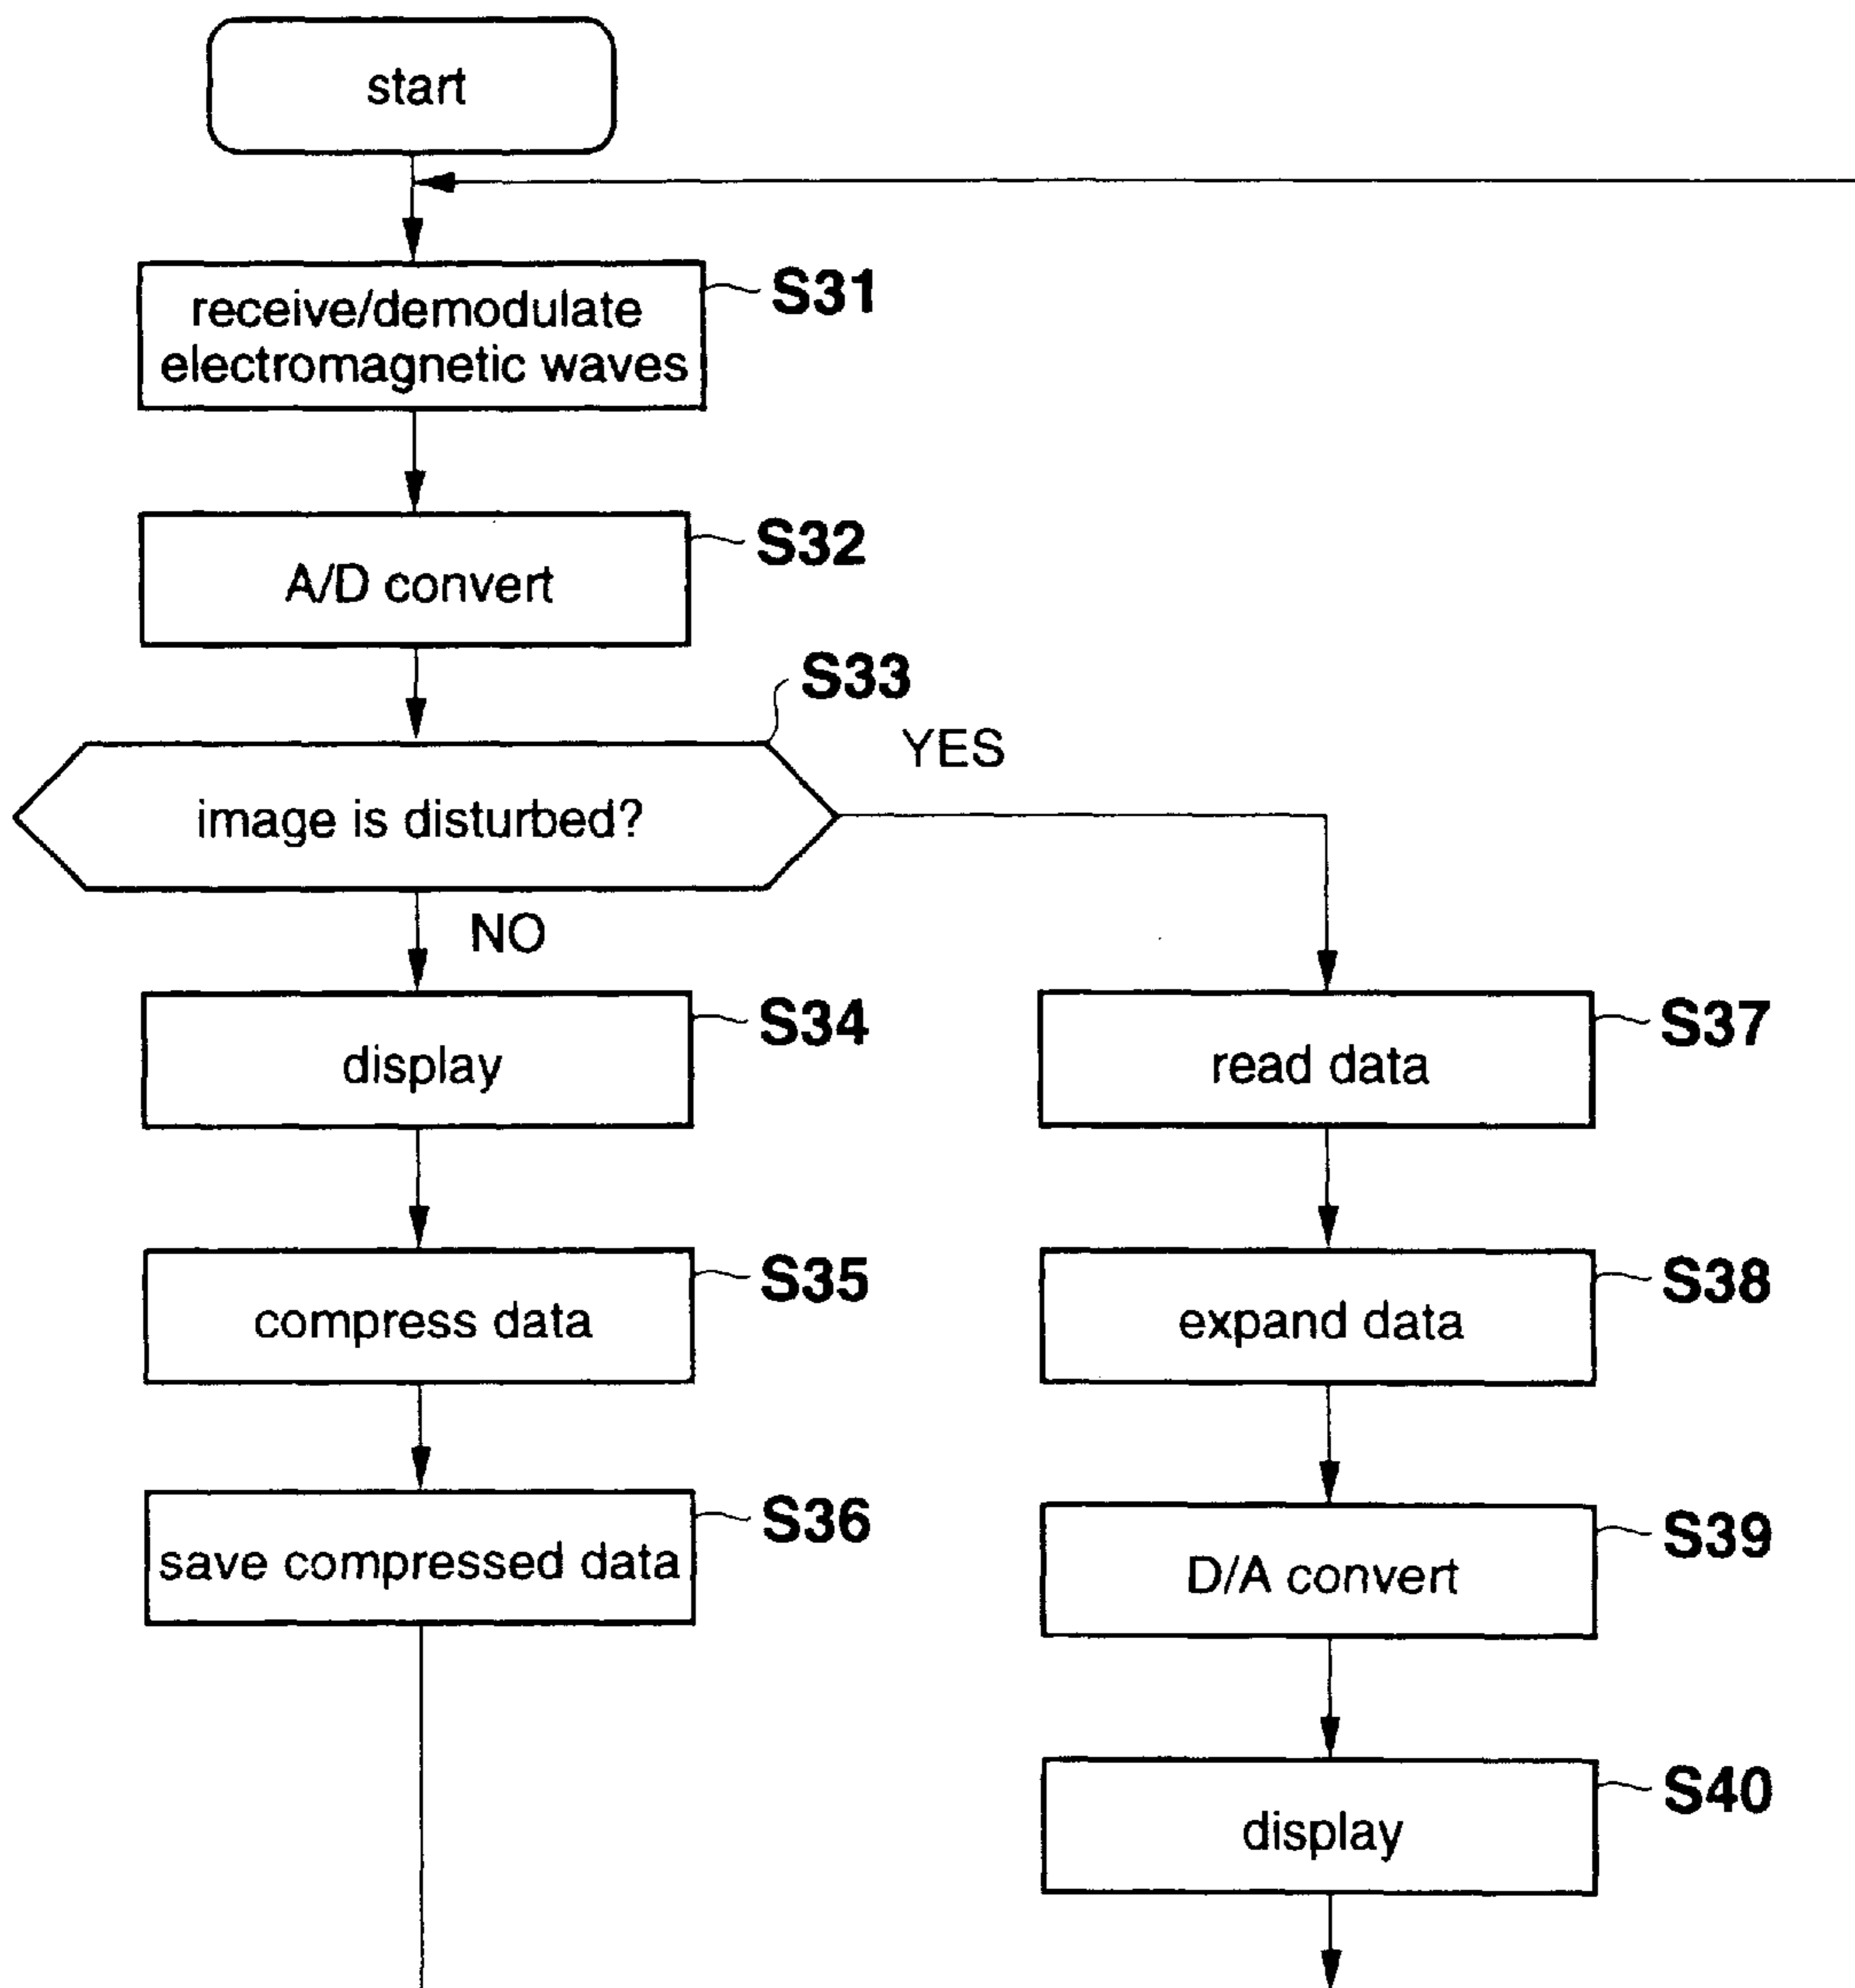 start
receive/demodulate
electromagnetic waves
S31
A/D convert
S32
S33
image is disturbed?
YES
NO
display
S34
read data
S37
compress data
S35
expand data
S38
save compressed data
S36
D/A convert
S39
display
S40